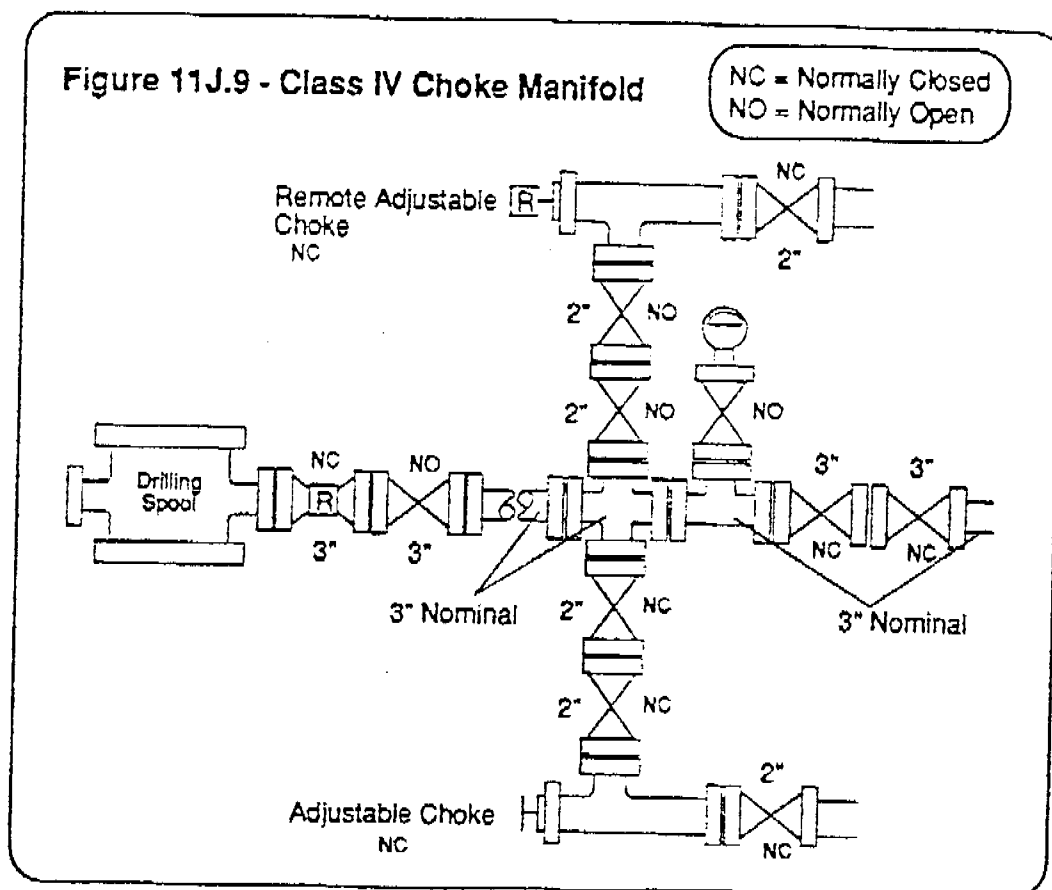 Figure 11J.9 - Class IV Choke Manifold
NC = Normally Closed
NO = Normally Open
Remote Adjustable
Choke
NC
R
NC
2"
2"
NO
2"
NO
NO
Drilling
Spool
NC
R
3"
NO
3"
3"
NC
3"
NC
3" Nominal
3" Nominal
2"
NC
2"
NC
Adjustable Choke
NC
2"
NC